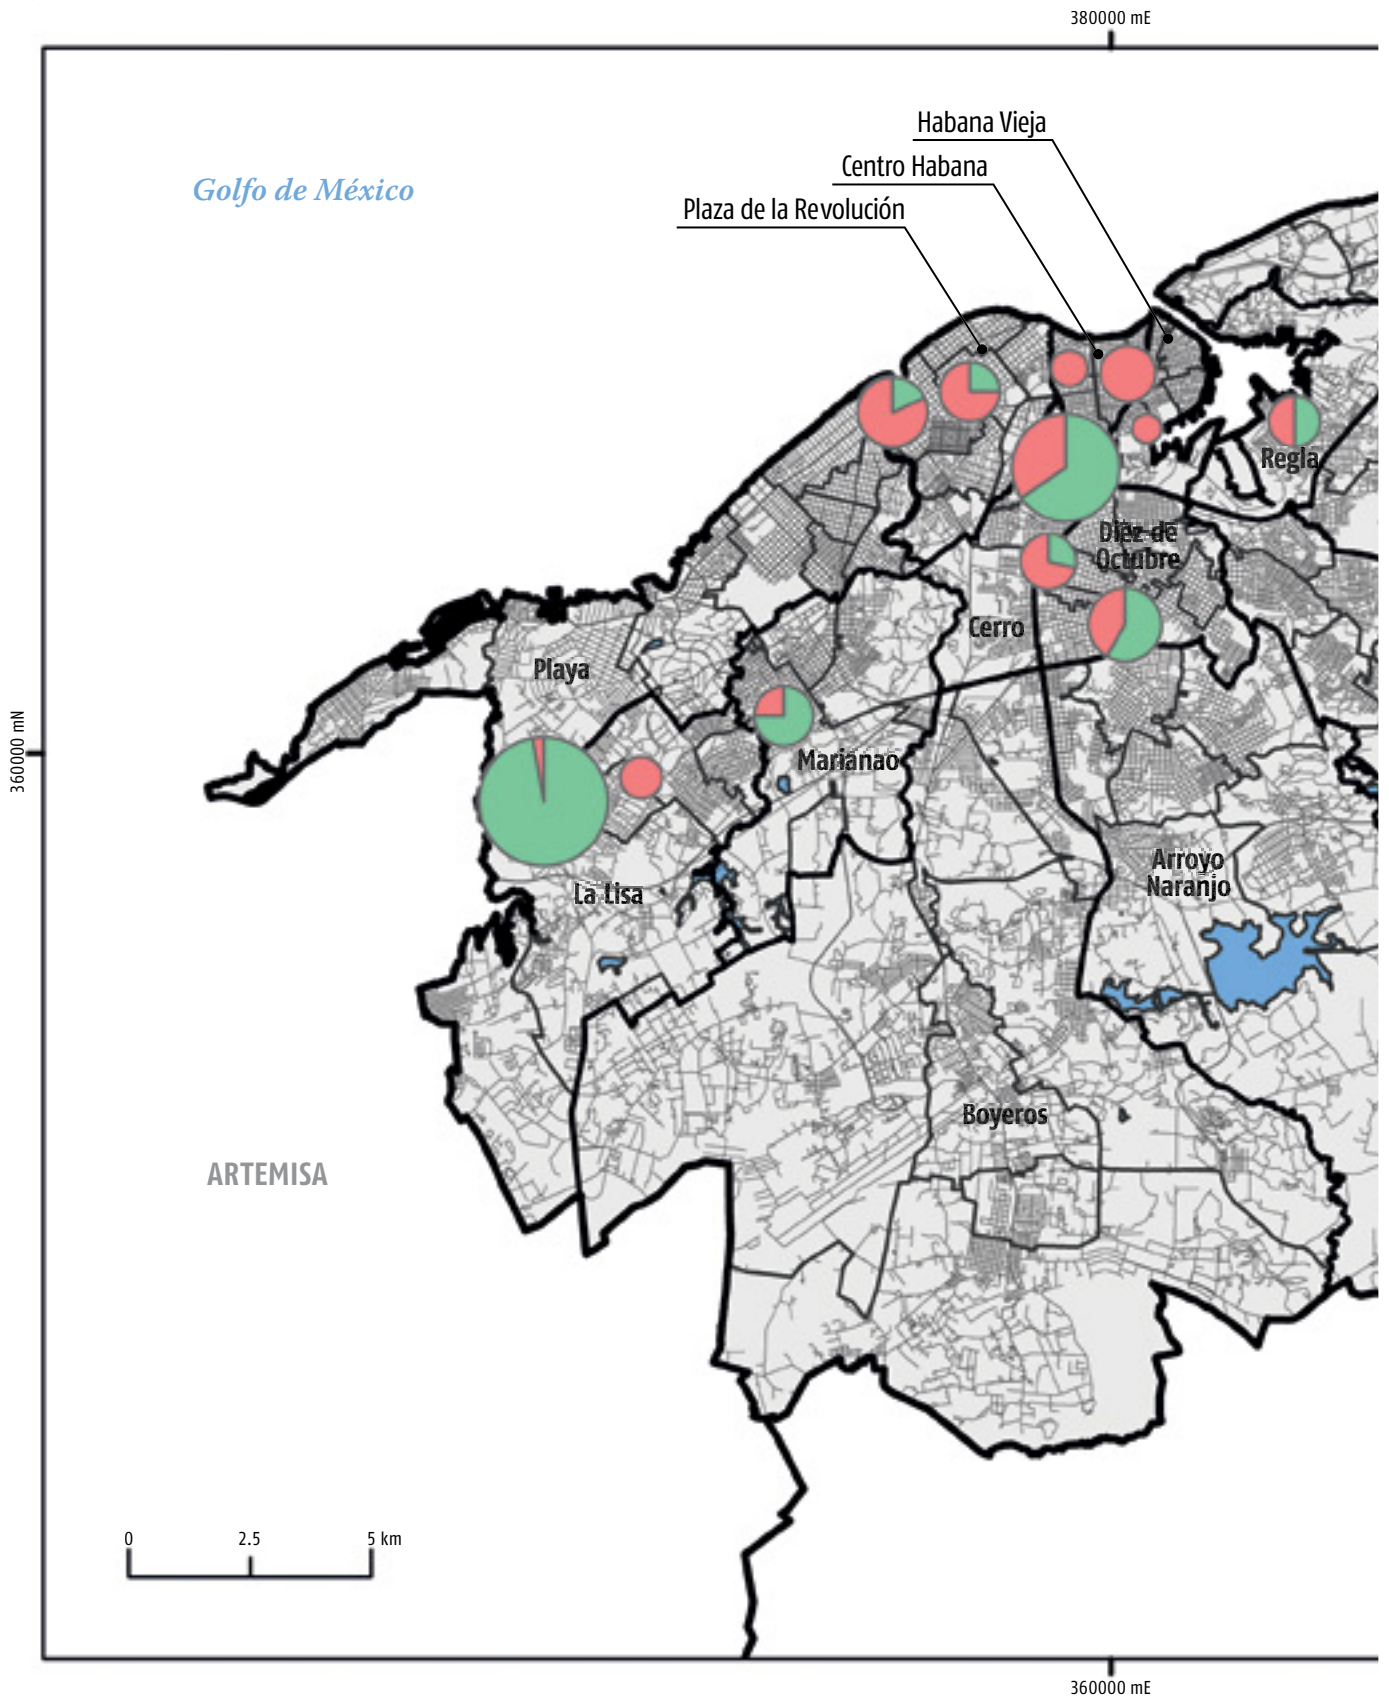 380000 mE
Habana Vieja
Centro Habana
Golfo de México
Plaza de la Revolución
Regla
Diez de
Octubre
Cerro
Playa
360000 mN
Marianao
Arroyo
Naranjo
La Lisa
Boyeros
ARTEMISA
0 2.5 5 km
360000 mE